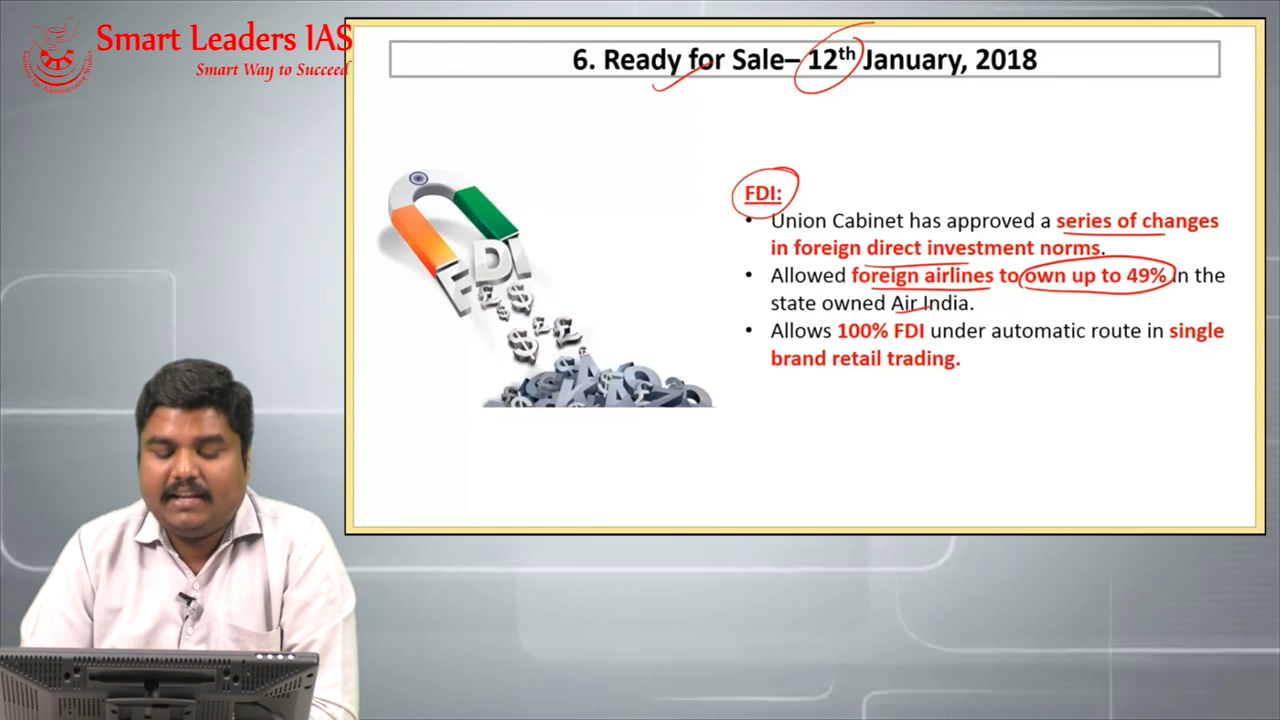 Smart Leaders IAS
Smart Way to Succeed
6. Ready for Sale– 12th January, 2018
FDI
FDI:
• Union Cabinet has approved a series of changes
in foreign direct investment norms.
• Allowed foreign airlines to own up to 49% in the
state owned Air India.
• Allows 100% FDI under automatic route in single
brand retail trading.